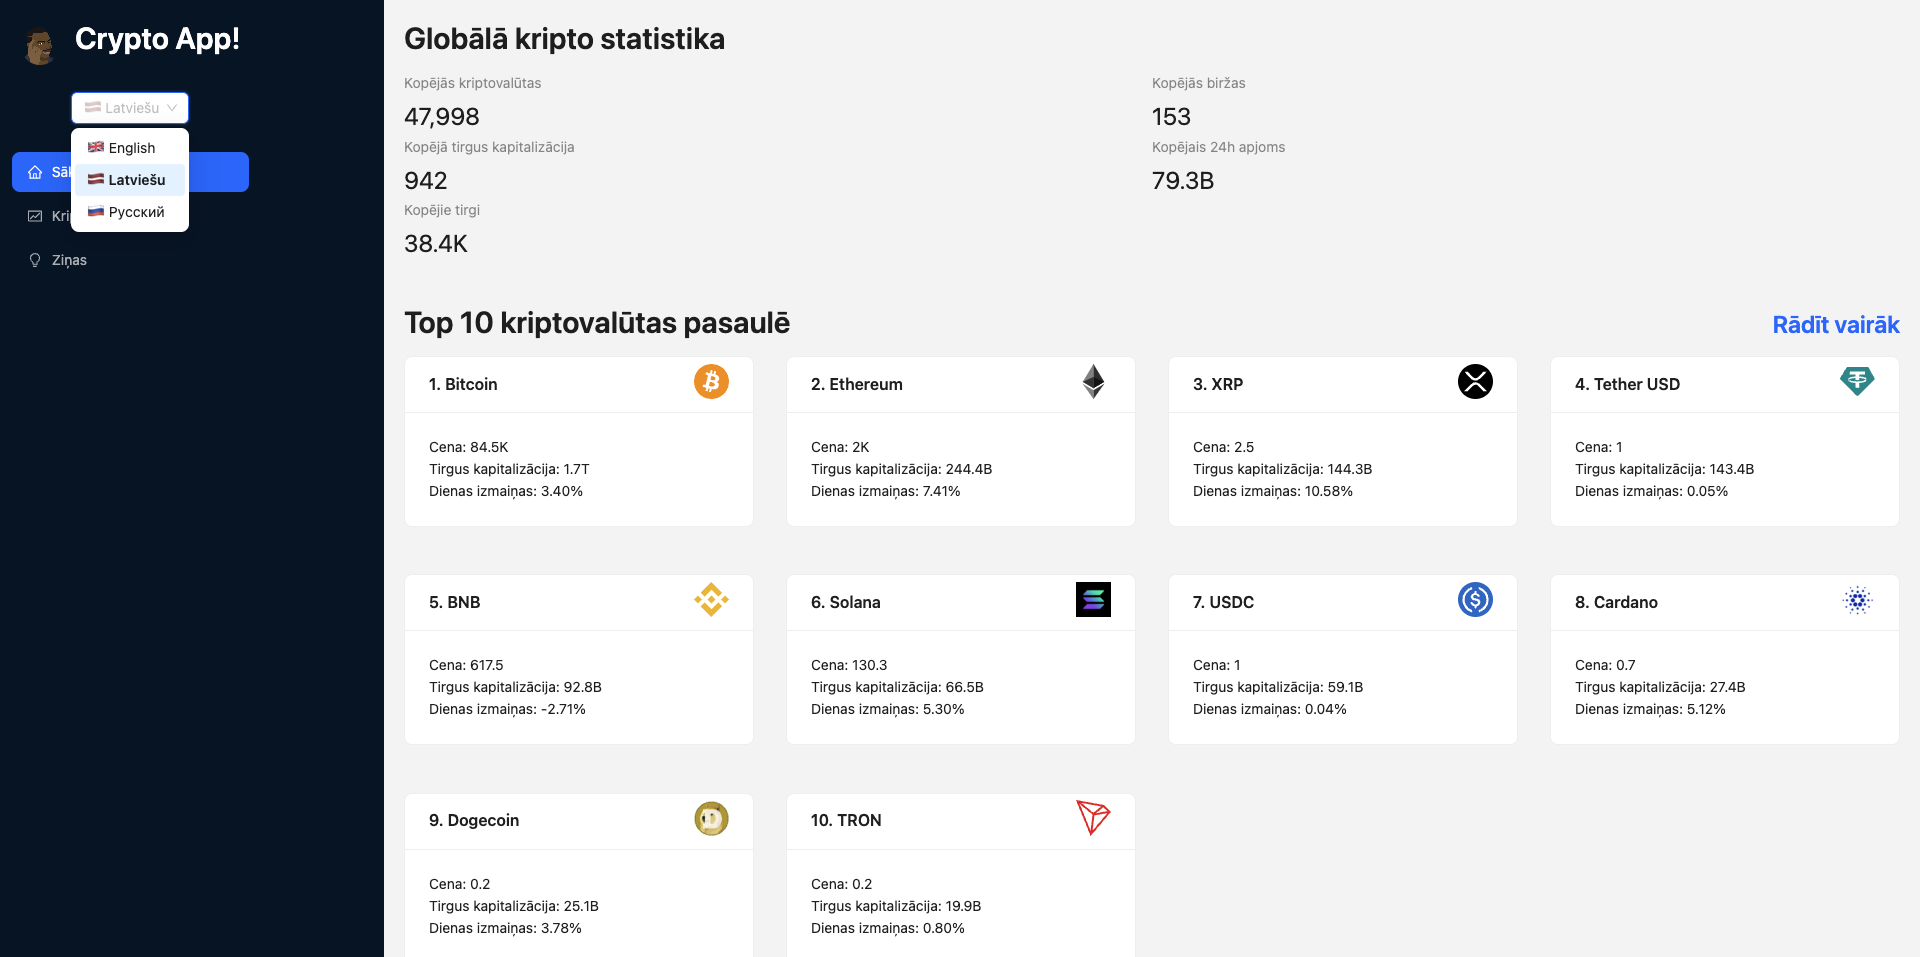 Crypto App!
Latviešu
English
Latviešu
Русский
Ziņas
Globālā kripto statistika
Kopējās kriptovalūtas
47,998
Kopējās biržas
153
Kopējā tirgus kapitalizācija
942
Kopējais 24h apjoms
79.3B
Kopējie tirgi
38.4K
Top 10 kriptovalūtas pasaulē
Rādīt vairāk
1. Bitcoin
Cena: 84.5K
Tirgus kapitalizācija: 1.7T
Dienas izmaiņas: 3.40%
2. Ethereum
Cena: 2K
Tirgus kapitalizācija: 244.4B
Dienas izmaiņas: 7.41%
3. XRP
Cena: 2.5
Tirgus kapitalizācija: 144.3B
Dienas izmaiņas: 10.58%
4. Tether USD
Cena: 1
Tirgus kapitalizācija: 143.4B
Dienas izmaiņas: 0.05%
5. BNB
Cena: 617.5
Tirgus kapitalizācija: 92.8B
Dienas izmaiņas: -2.71%
6. Solana
Cena: 130.3
Tirgus kapitalizācija: 66.5B
Dienas izmaiņas: 5.30%
7. USDC
Cena: 1
Tirgus kapitalizācija: 59.1B
Dienas izmaiņas: 0.04%
8. Cardano
Cena: 0.7
Tirgus kapitalizācija: 27.4B
Dienas izmaiņas: 5.12%
9. Dogecoin
Cena: 0.2
Tirgus kapitalizācija: 25.1B
Dienas izmaiņas: 3.78%
10. TRON
Cena: 0.2
Tirgus kapitalizācija: 19.9B
Dienas izmaiņas: 0.80%